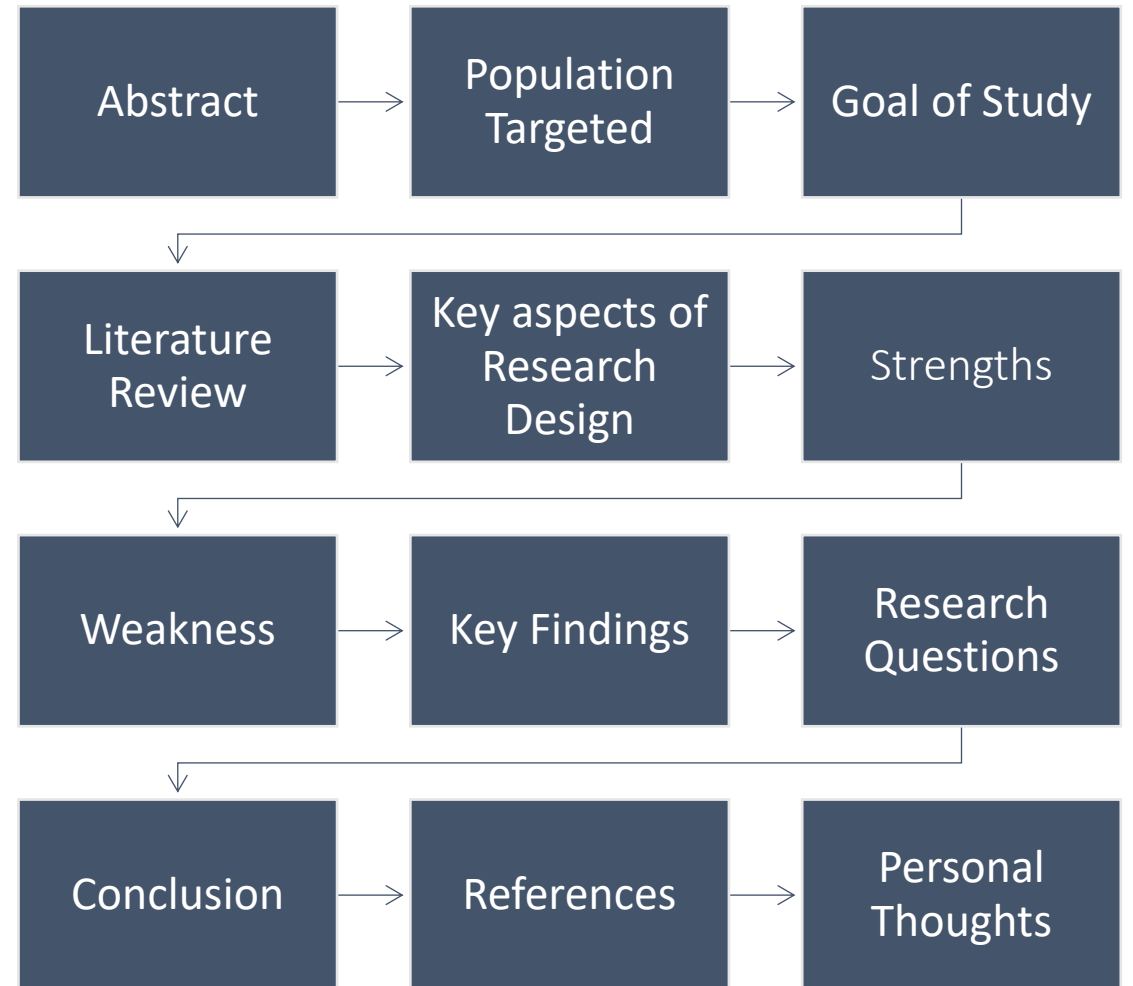 Abstract
Population
Targeted
Goal of Study
Literature
Review
Key aspects of
Research
Design
Strengths
Weakness
Key Findings
Research
Questions
Conclusion
References
Personal
Thoughts